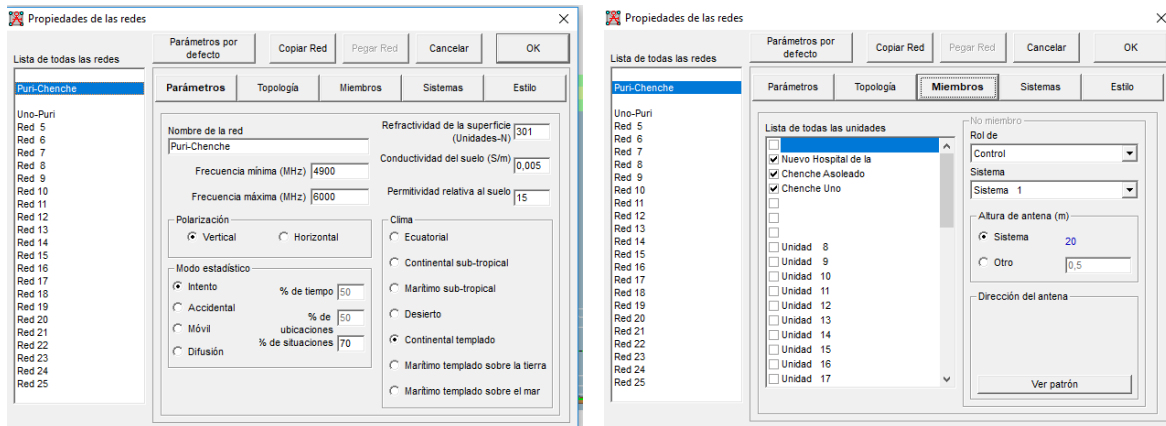 Propiedades de las redes
Lista de todas las redes
Parámetros por
defecto
Copiar Red
Pegar Red
Cancelar
OK
Puri-Chenche
Uno-Puri
Red 5
Red 6
Red 7
Red 8
Red 9
Red 10
Red 11
Red 12
Red 13
Red 14
Red 15
Red 16
Red 17
Red 18
Red 19
Red 20
Red 21
Red 22
Red 23
Red 24
Red 25
Parámetros
Topología
Miembros
Sistemas
Estilo
Nombre de la red
Puri-Chenche
Frecuencia mínima (MHz) 4900
Frecuencia máxima (MHz) 6000
Refractividad de la superficie
(Unidades-N) 301
Conductividad del suelo (S/m) 0,005
Permitividad relativa al suelo 15
Polarización
Vertical
Horizontal
Modo estadístico
Intento
Accidental
Móvil
Difusión
% de tiempo 50
% de
ubicaciones 50
% de situaciones 70
Clima
Ecuatorial
Continental sub-tropical
Marítimo sub-tropical
Desierto
Continental templado
Marítimo templado sobre la tierra
Marítimo templado sobre el mar
Propiedades de las redes
Lista de todas las redes
Parámetros por
defecto
Copiar Red
Pegar Red
Cancelar
OK
Puri-Chenche
Uno-Puri
Red 5
Red 6
Red 7
Red 8
Red 9
Red 10
Red 11
Red 12
Red 13
Red 14
Red 15
Red 16
Red 17
Red 18
Red 19
Red 20
Red 21
Red 22
Red 23
Red 24
Red 25
Parámetros
Topología
Miembros
Sistemas
Estilo
Lista de todas las unidades
Nuevo Hospital de la
Chenche Asoleado
Chenche Uno
Unidad 8
Unidad 9
Unidad 10
Unidad 11
Unidad 12
Unidad 13
Unidad 14
Unidad 15
Unidad 16
Unidad 17
No miembro
Rol de
Control
Sistema
Sistema 1
Altura de antena (m)
Sistema 20
Otro 0,5
Dirección del antena
Ver patrón